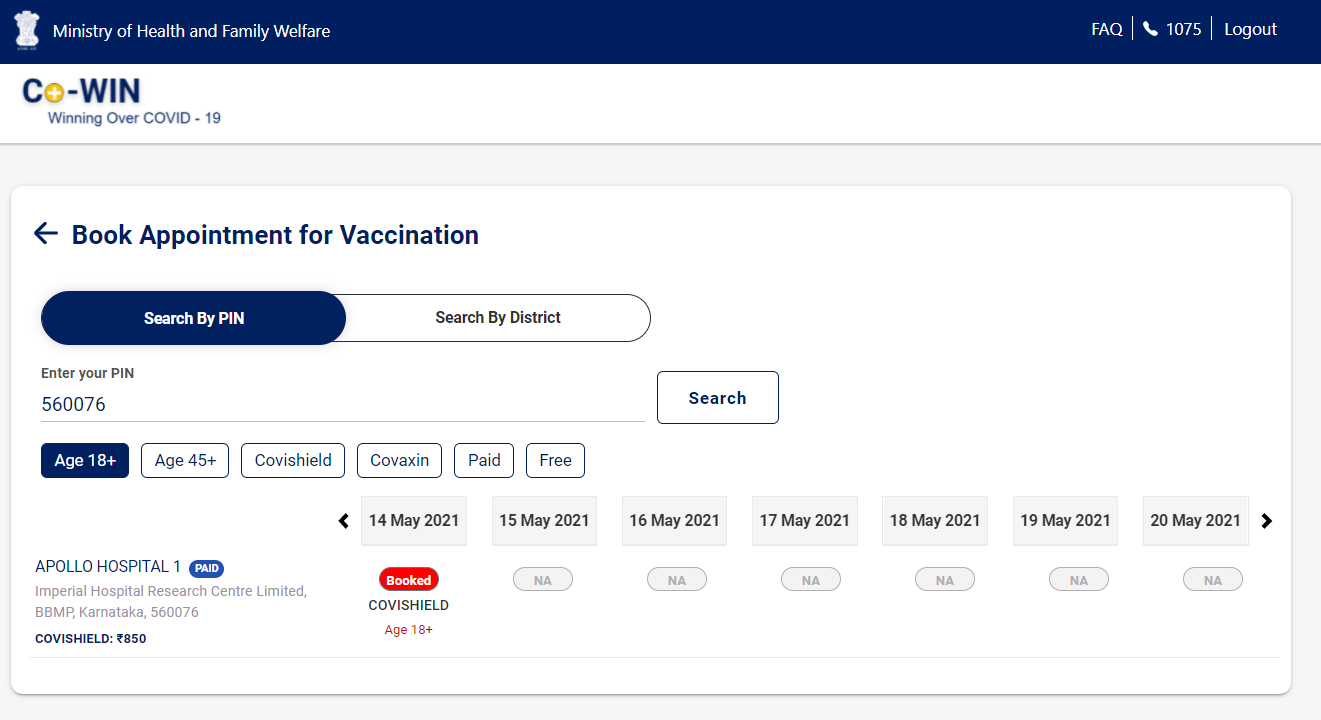 Ministry of Health and Family Welfare
FAQ 1075 Logout
Co-WIN
Winning Over COVID - 19
Book Appointment for Vaccination
Search By PIN Search By District
Enter your PIN
560076 Search
Age 18+ Age 45+ Covishield Covaxin Paid Free
14 May 2021 15 May 2021 16 May 2021 17 May 2021 18 May 2021 19 May 2021 20 May 2021
APOLLO HOSPITAL 1 PAID
Imperial Hospital Research Centre Limited,
BBMP, Karnataka, 560076
COVISHIELD: ₹850
Booked NA NA NA NA NA NA
COVISHIELD
Age 18+